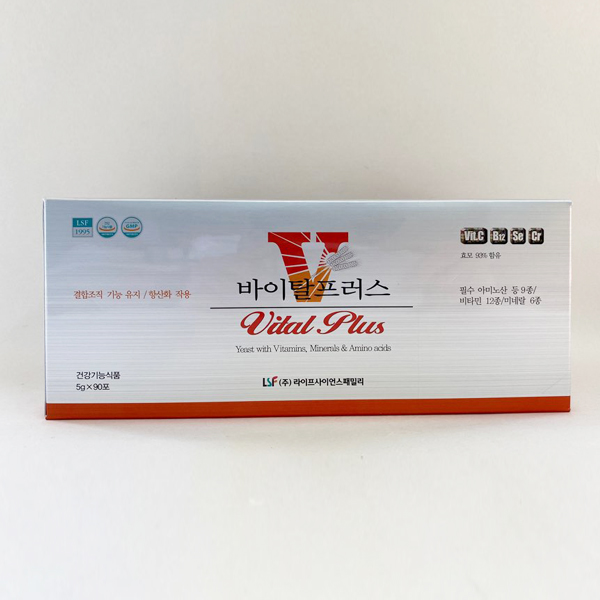 LSF
1995
GMP
Vit.C B12 Se Cr
효모 93% 함유
V
바이탈프러스
결합조직 기능 유지 / 항산화 작용
필수 아미노산 등 9종/
비타민 12종/미네랄 6종
Vital Plus
Yeast with Vitamins, Minerals & Amino acids
건강기능식품
5g×90포
LSF (주) 라이프사이언스패밀리